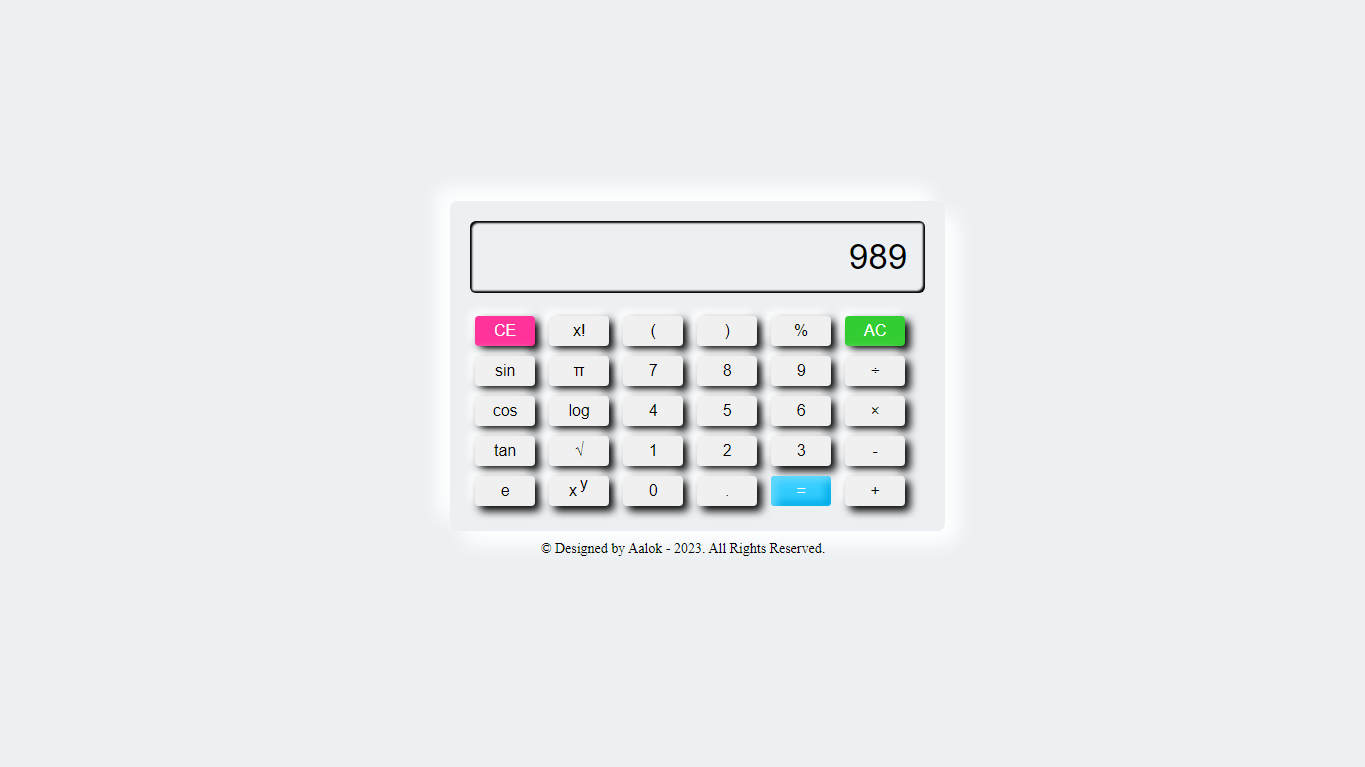 989
CE x! ( ) % AC
sin π 7 8 9 ÷
cos log 4 5 6 ×
tan √ 1 2 3 -
e x y 0 . = +
© Designed by Aalok - 2023. All Rights Reserved.